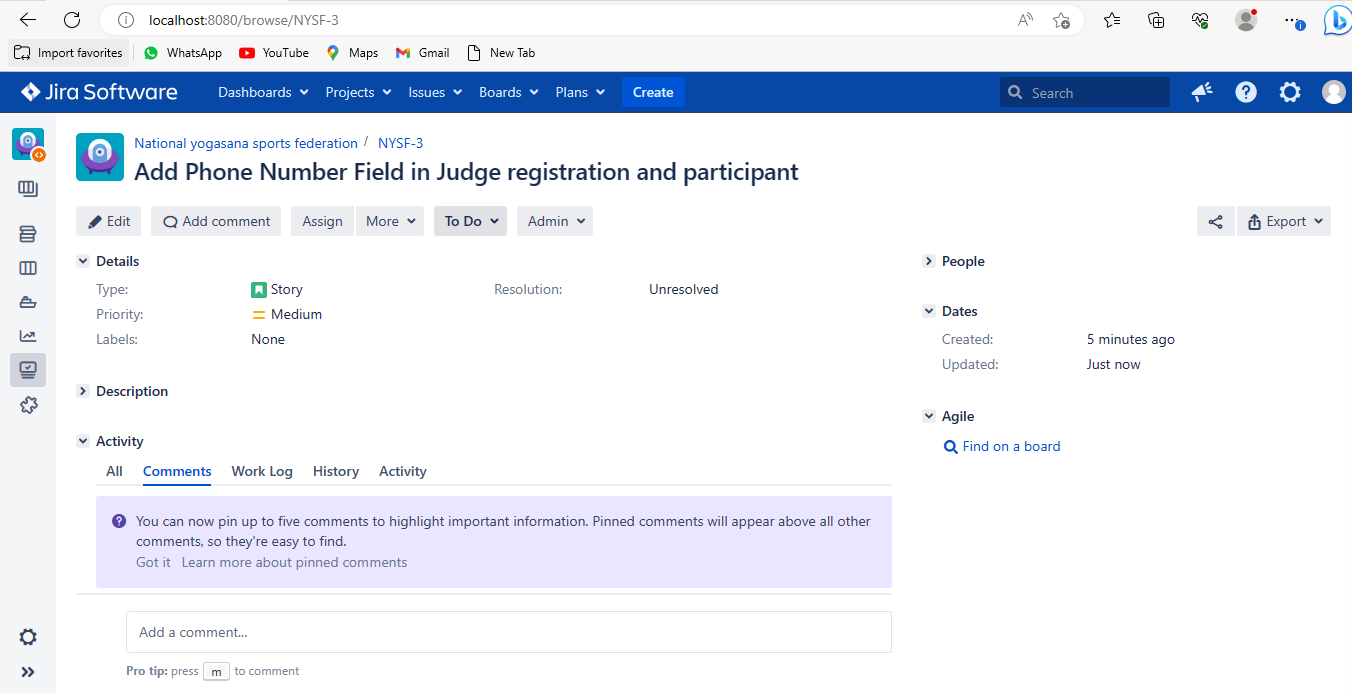 localhost:8080/browse/NYSF-3
Import favorites WhatsApp YouTube Maps Gmail New Tab
Jira Software Dashboards Projects Issues Boards Plans Create Search
National yogasana sports federation / NYSF-3
Add Phone Number Field in Judge registration and participant
Edit Add comment Assign More To Do Admin Export
Details
Type: Story Resolution: Unresolved
Priority: Medium
Labels: None
Description
Activity
All Comments Work Log History Activity
You can now pin up to five comments to highlight important information. Pinned comments will appear above all other
comments, so they're easy to find.
Got it Learn more about pinned comments
Add a comment...
Pro tip: press m to comment
People
Dates
Created: 5 minutes ago
Updated: Just now
Agile
Find on a board